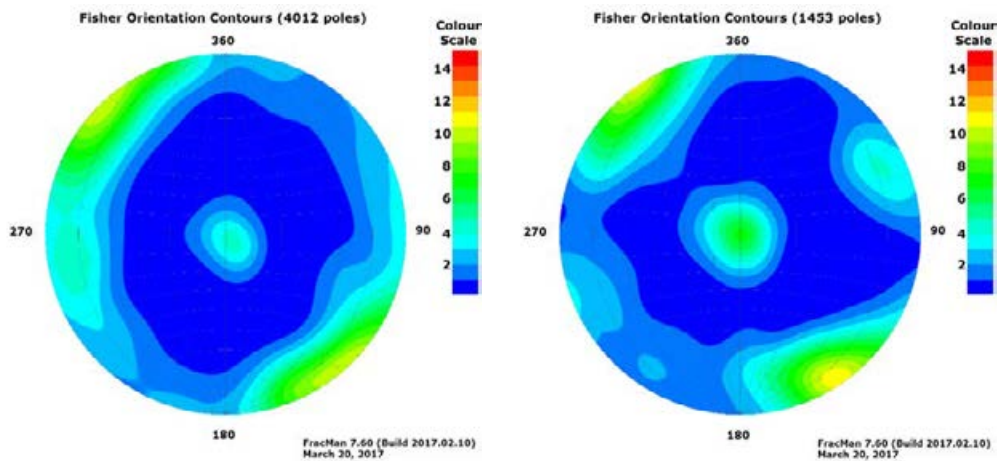 Fisher Orientation Contours (4012 poles)
360
Colour
Scale
14
12
10
8
6
4
2
270
90
180
FracMan 7.60 (Build 2017.02.10)
March 20, 2017
Fisher Orientation Contours (1453 poles)
360
Colour
Scale
14
12
10
8
6
4
2
270
90
180
FracMan 7.60 (Build 2017.02.10)
March 20, 2017